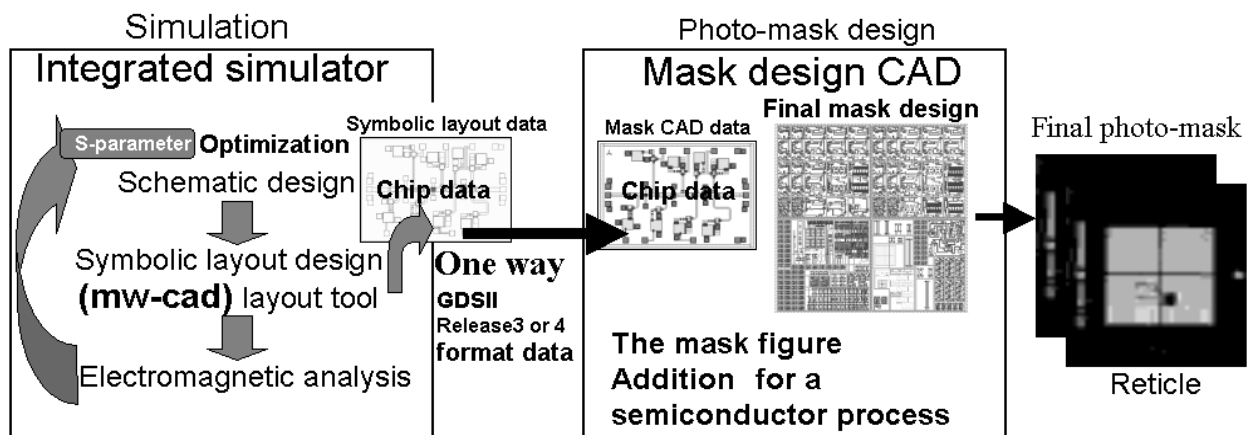 Simulation
Integrated simulator
S-parameter Optimization
Schematic design
Symbolic layout design
(mw-cad) layout tool
Electromagnetic analysis
Symbolic layout data
Chip data
One way
GDSII
Release3 or 4
format data
Photo-mask design
Mask design CAD
Final mask design
Mask CAD data
Chip data
The mask figure
Addition for a
semiconductor process
Final photo-mask
Reticle